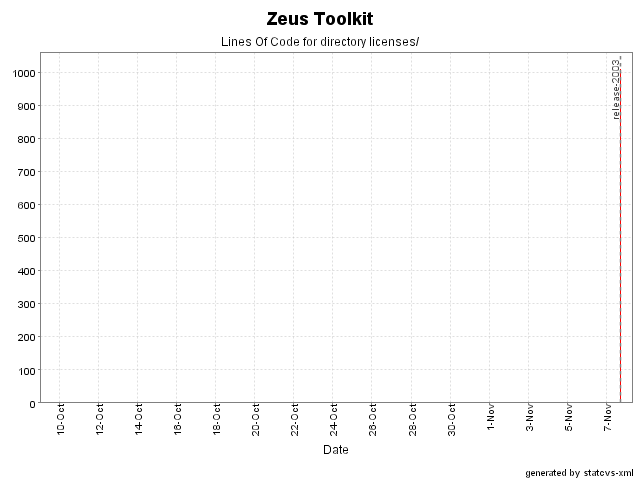 Zeus Toolkit
Lines Of Code for directory licenses/
1000
900
800
700
600
500
400
300
200
100
0
release-2003_
10-Oct
12-Oct
14-Oct
16-Oct
18-Oct
20-Oct
22-Oct
24-Oct
26-Oct
28-Oct
30-Oct
1-Nov
3-Nov
5-Nov
7-Nov
Date
generated by statcvs-xml